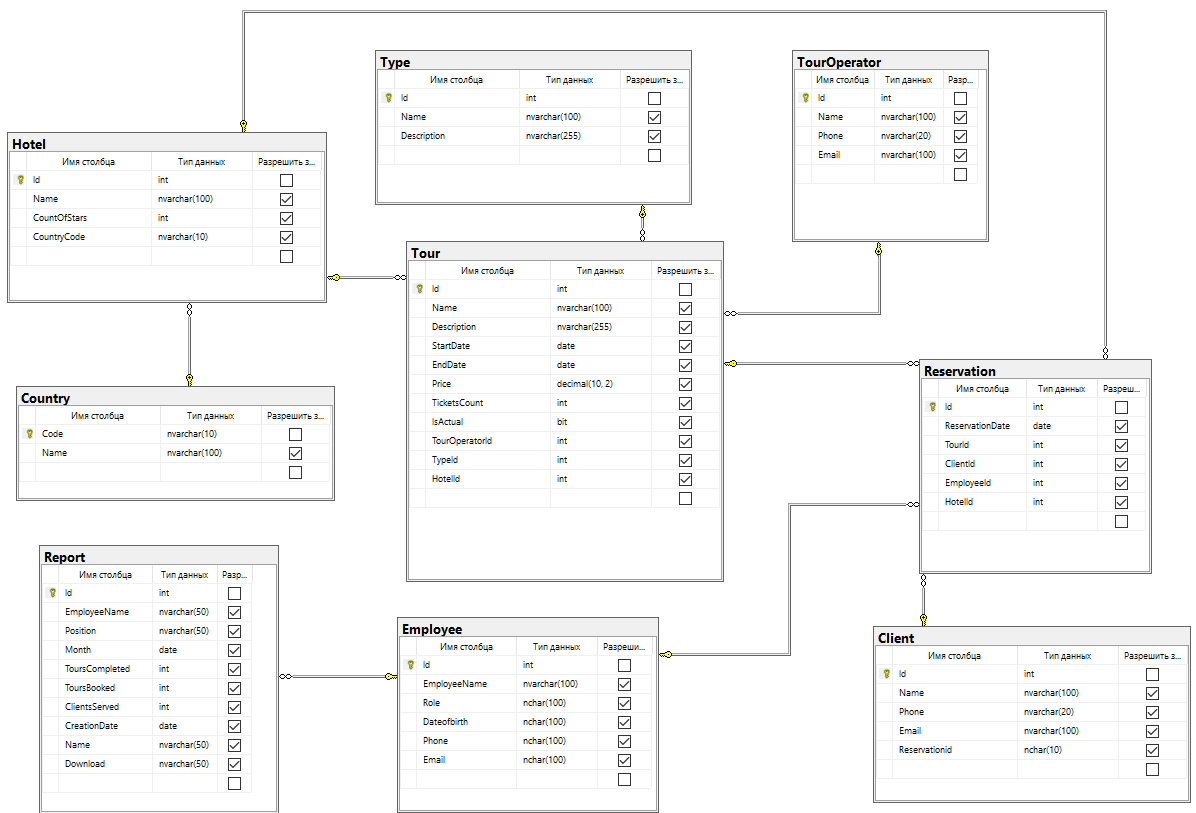 Type
Имя столбца Тип данных Разрешить з...
Id int
Name nvarchar(100)
Description nvarchar(255)
TourOperator
Имя столбца Тип данных Разр...
Id int
Name nvarchar(100)
Phone nvarchar(20)
Email nvarchar(100)
Hotel
Имя столбца Тип данных Разрешить з...
Id int
Name nvarchar(100)
CountOfStars int
CountryCode nvarchar(10)
Tour
Имя столбца Тип данных Разрешить з...
Id int
Name nvarchar(100)
Description nvarchar(255)
StartDate date
EndDate date
Price decimal(10, 2)
TicketsCount int
IsActual bit
TourOperatorId int
TypeId int
HotelId int
Reservation
Имя столбца Тип данных Разреш...
Id int
ReservationDate date
TourId int
ClientId int
EmployeeId int
HotelId int
Country
Имя столбца Тип данных Разрешить з...
Code nvarchar(10)
Name nvarchar(100)
Report
Имя столбца Тип данных Разр...
Id int
EmployeeName nvarchar(50)
Position nvarchar(50)
Month date
ToursCompleted int
ToursBooked int
ClientsServed int
CreationDate date
Name nvarchar(50)
Download nvarchar(50)
Employee
Имя столбца Тип данных Разреши...
Id int
EmployeeName nvarchar(100)
Role nchar(100)
Dateofbirth nchar(100)
Phone nchar(100)
Email nchar(100)
Client
Имя столбца Тип данных Разрешить з...
Id int
Name nvarchar(100)
Phone nvarchar(20)
Email nvarchar(100)
Reservationid nchar(10)